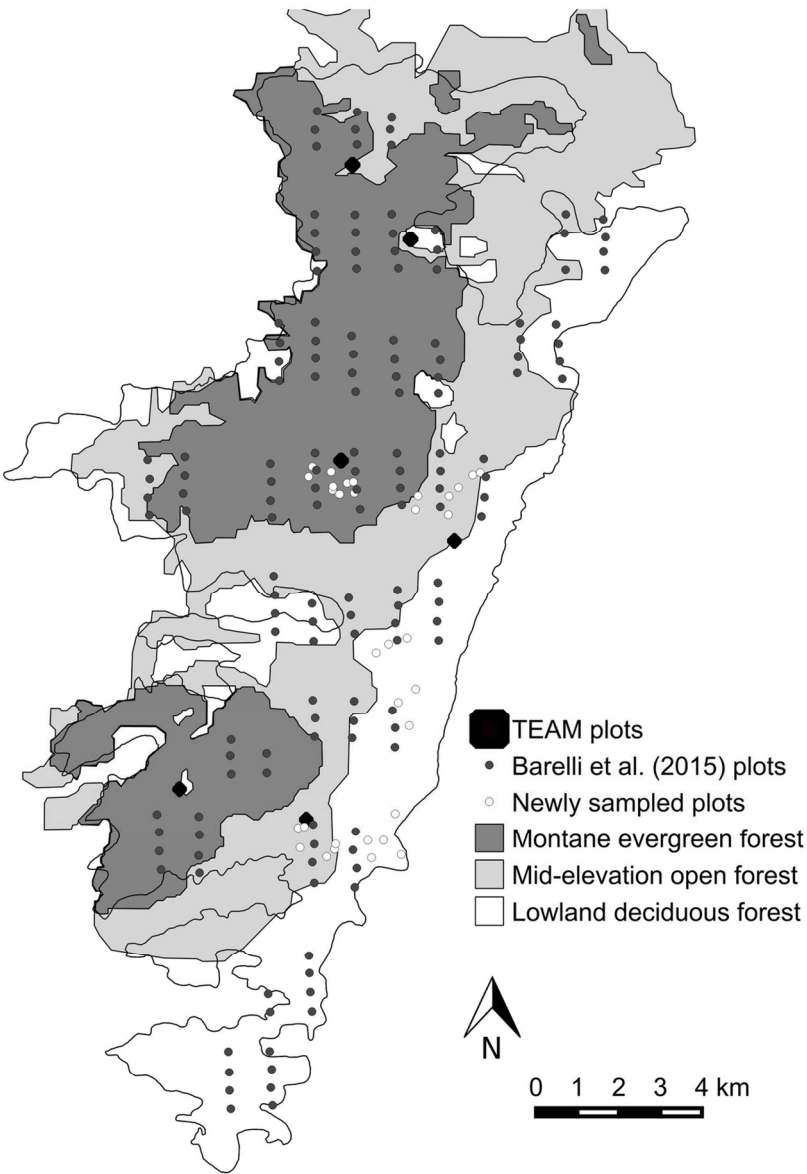 TEAM plots
Barelli et al. (2015) plots
Newly sampled plots
Montane evergreen forest
Mid-elevation open forest
Lowland deciduous forest
N
0 1 2 3 4 km